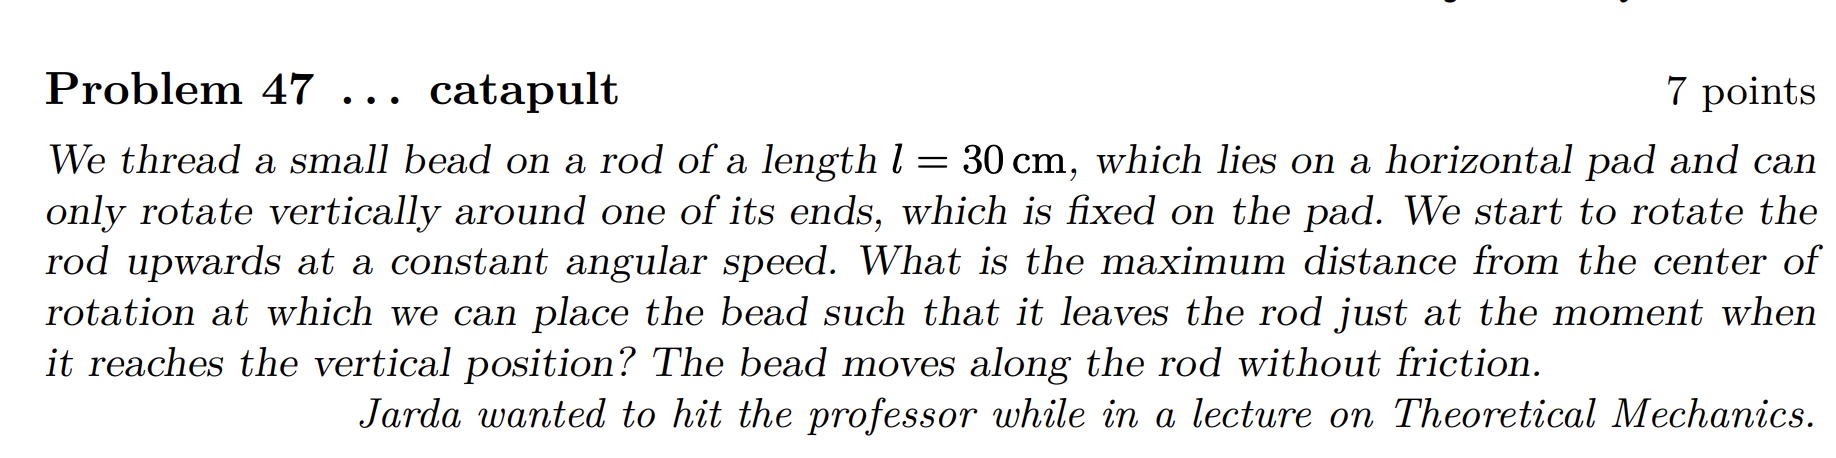 Problem 47 ... catapult 7 points
We thread a small bead on a rod of a length l = 30 cm, which lies on a horizontal pad and can
only rotate vertically around one of its ends, which is fixed on the pad. We start to rotate the
rod upwards at a constant angular speed. What is the maximum distance from the center of
rotation at which we can place the bead such that it leaves the rod just at the moment when
it reaches the vertical position? The bead moves along the rod without friction.
Jarda wanted to hit the professor while in a lecture on Theoretical Mechanics.